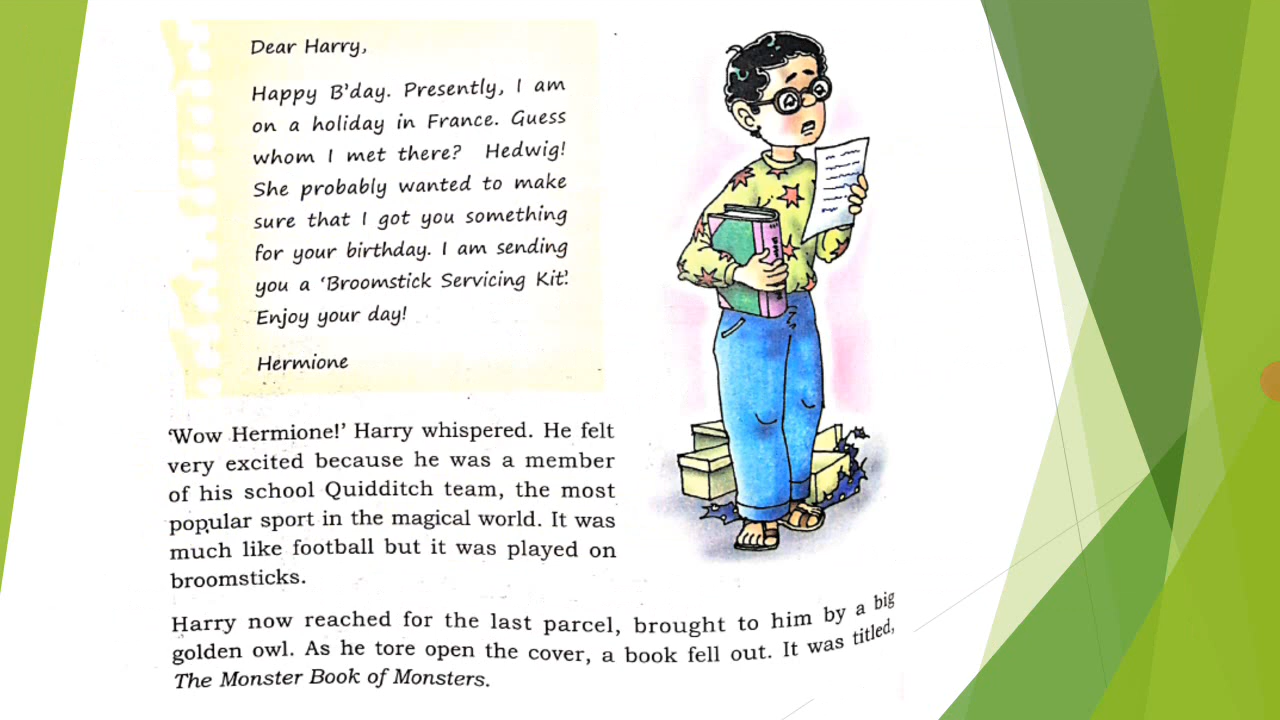 Dear Harry,
Happy B'day. Presently, I am
on a holiday in France. Guess
whom I met there? Hedwig!
She probably wanted to make
sure that I got you something
for your birthday. I am sending
you a 'Broomstick Servicing Kit'.
Enjoy your day!
Hermione
'Wow Hermione!' Harry whispered. He felt
very excited because he was a member
of his school Quidditch team, the most
popular sport in the magical world. It was
much like football but it was played on
broomsticks.
Harry now reached for the last parcel, brought to him by a big
golden owl. As he tore open the cover, a book fell out. It was titled,
The Monster Book of Monsters.